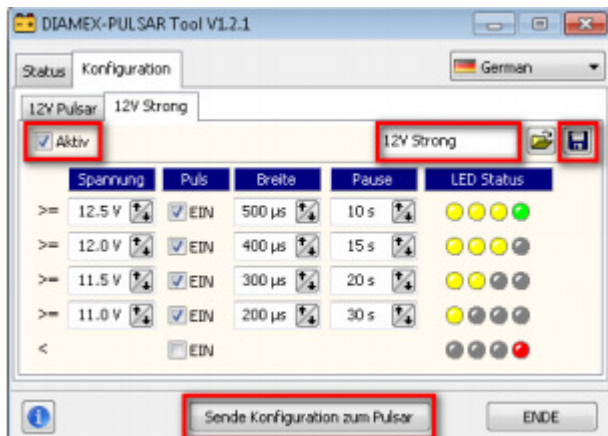 DIAMEX-PULSAR Tool V1.2.1
Status Konfiguration German
12V Pulsar 12V Strong
Aktiv 12V Strong
Spannung Puls Breite Pause LED Status
>= 12.5 V EIN 500 µs 10 s
>= 12.0 V EIN 400 µs 15 s
>= 11.5 V EIN 300 µs 20 s
>= 11.0 V EIN 200 µs 30 s
< EIN
Sende Konfiguration zum Pulsar ENDE